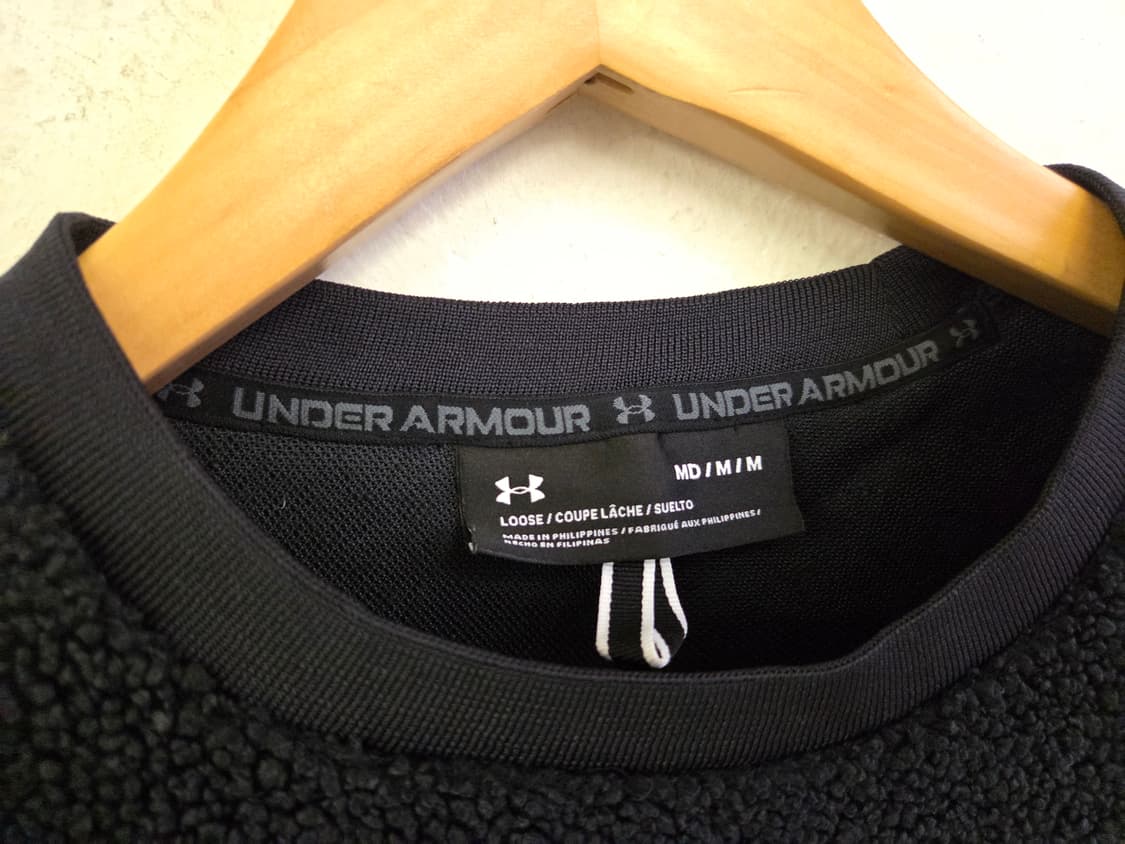 UNDER ARMOUR UNDER ARMOUR
MD / M / M
LOOSE / COUPE LÂCHE / SUELTO
MADE IN PHILIPPINES / FABRIQUÉ AUX PHILIPPINES /
HECHO EN FILIPINAS